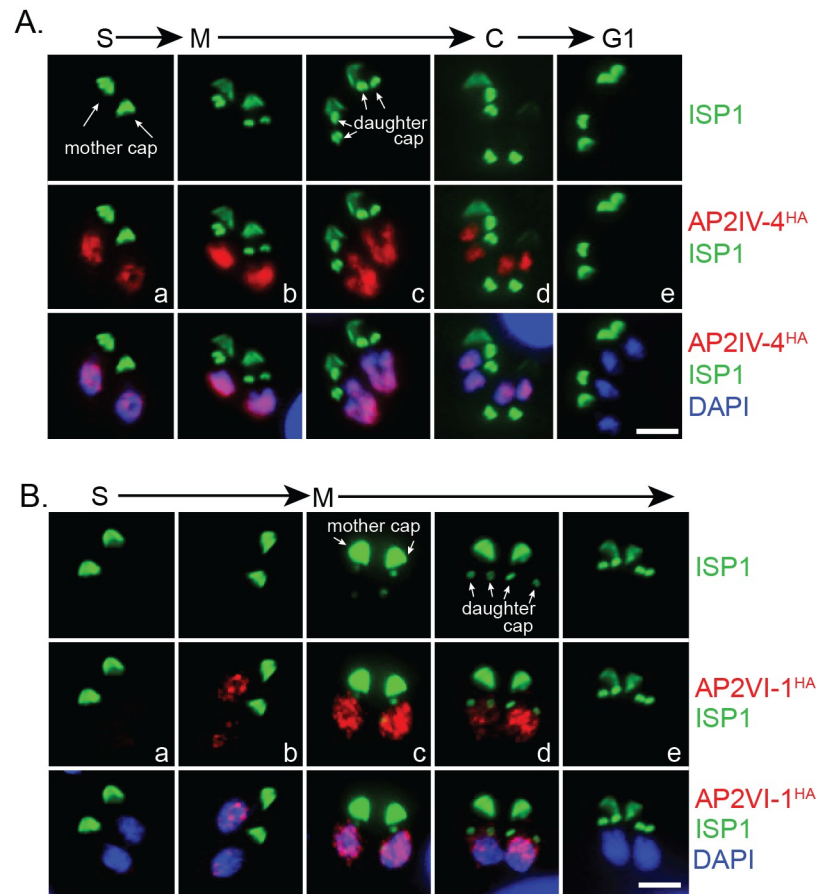 A.
S M C G1
mother cap
daughter
cap
ISP1
AP2IV-4HA
ISP1
a b c d e
AP2IV-4HA
ISP1
DAPI
B.
S M
mother cap
daughter
cap
ISP1
AP2VI-1HA
ISP1
a b c d e
AP2VI-1HA
ISP1
DAPI